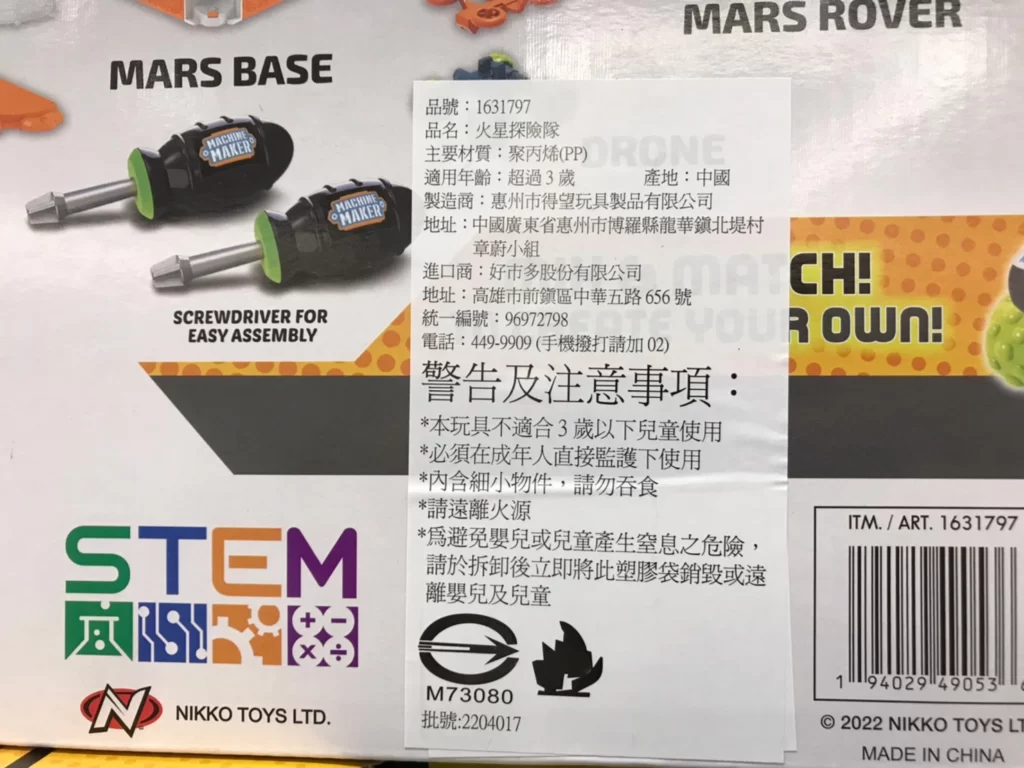 MARS BASE
MARS ROVER
MACHINE MAKER
MACHINE MAKER
SCREWDRIVER FOR
EASY ASSEMBLY
品號：1631797
品名：火星探險隊
主要材質：聚丙烯(PP)
適用年齡：超過 3 歲 產地：中國
製造商：惠州市得望玩具製品有限公司
地址：中國廣東省惠州市博羅縣龍華鎮北堤村
章蔚小組
進口商：好市多股份有限公司
地址：高雄市前鎮區中華五路 656 號
統一編號：96972798
電話：449-9909 (手機撥打請加 02)
警告及注意事項：
*本玩具不適合 3 歲以下兒童使用
*必須在成年人直接監護下使用
*內含細小物件，請勿吞食
*請遠離火源
*為避免嬰兒或兒童產生窒息之危險，
請於拆卸後立即將此塑膠袋銷毀或遠
離嬰兒及兒童
M73080
批號:2204017
DRONE
MATCH!
YOUR OWN!
STEM
N
NIKKO TOYS LTD.
ITM. / ART. 1631797
1 94029 49053
© 2022 NIKKO TOYS LT
MADE IN CHINA